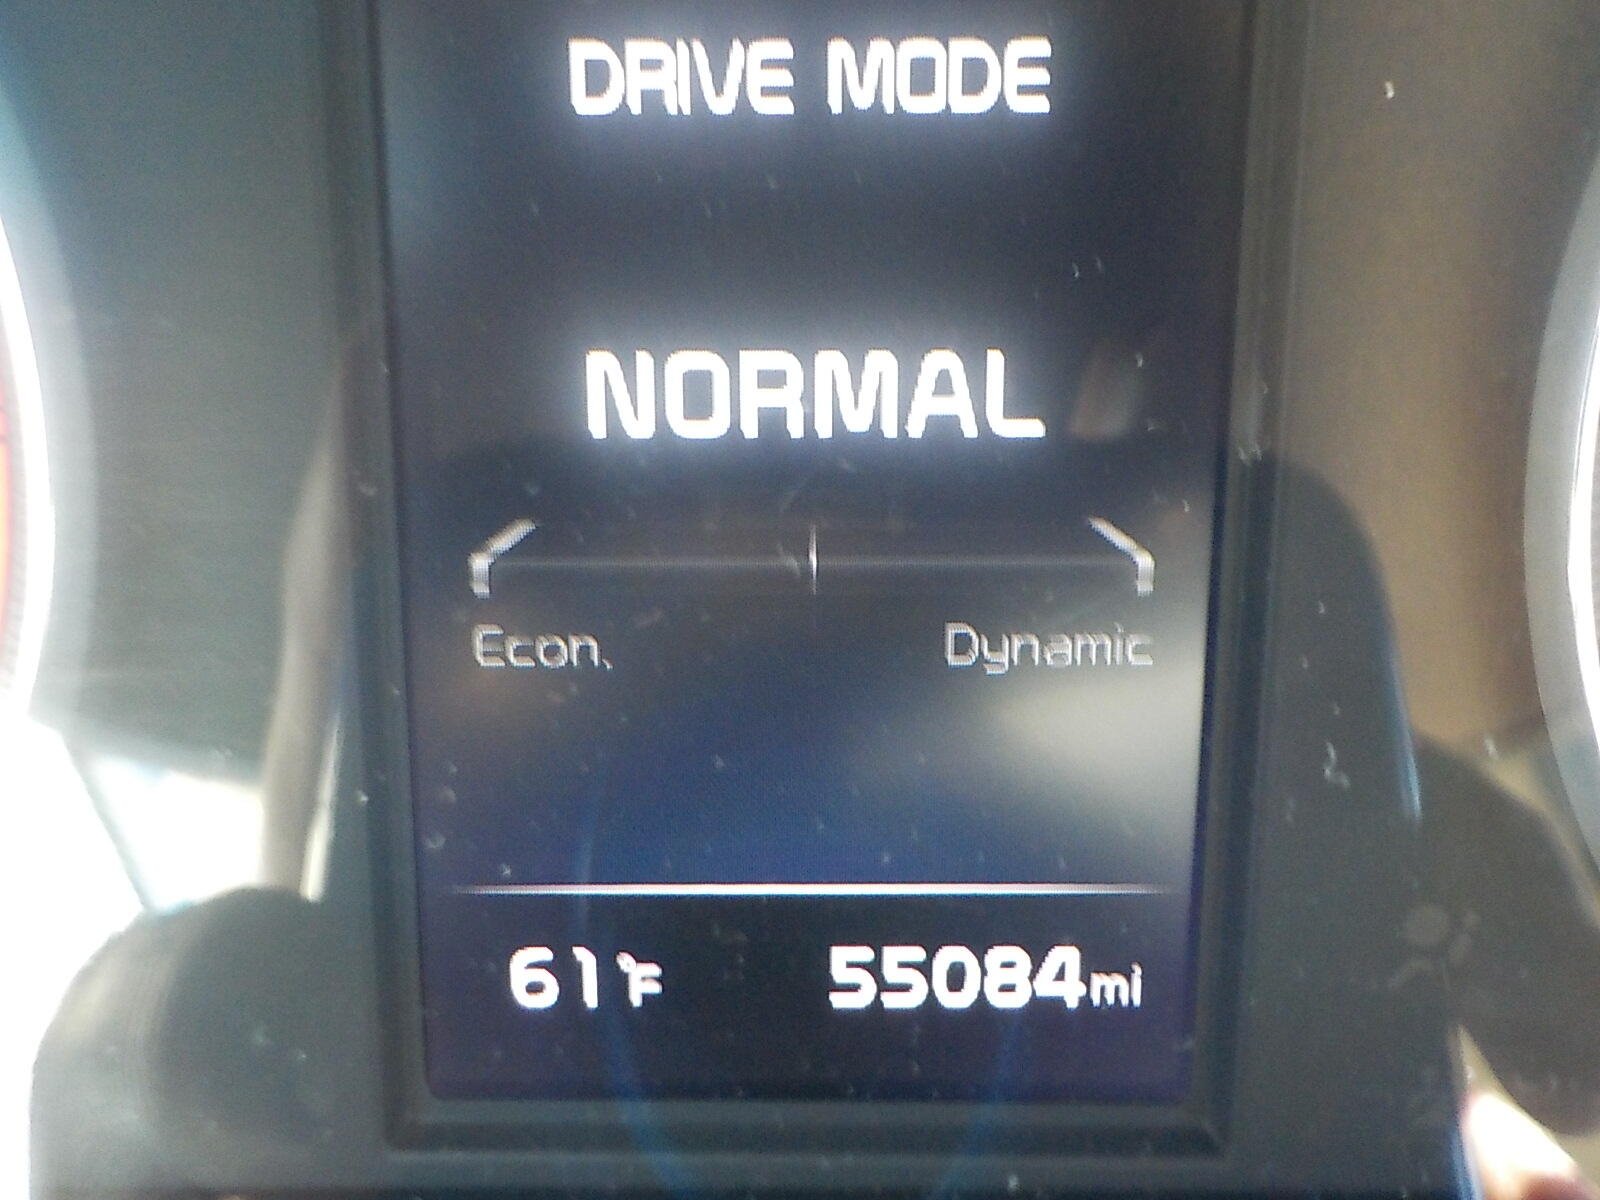 DRIVE MODE
NORMAL
Econ. Dynamic
61°F 55084mi